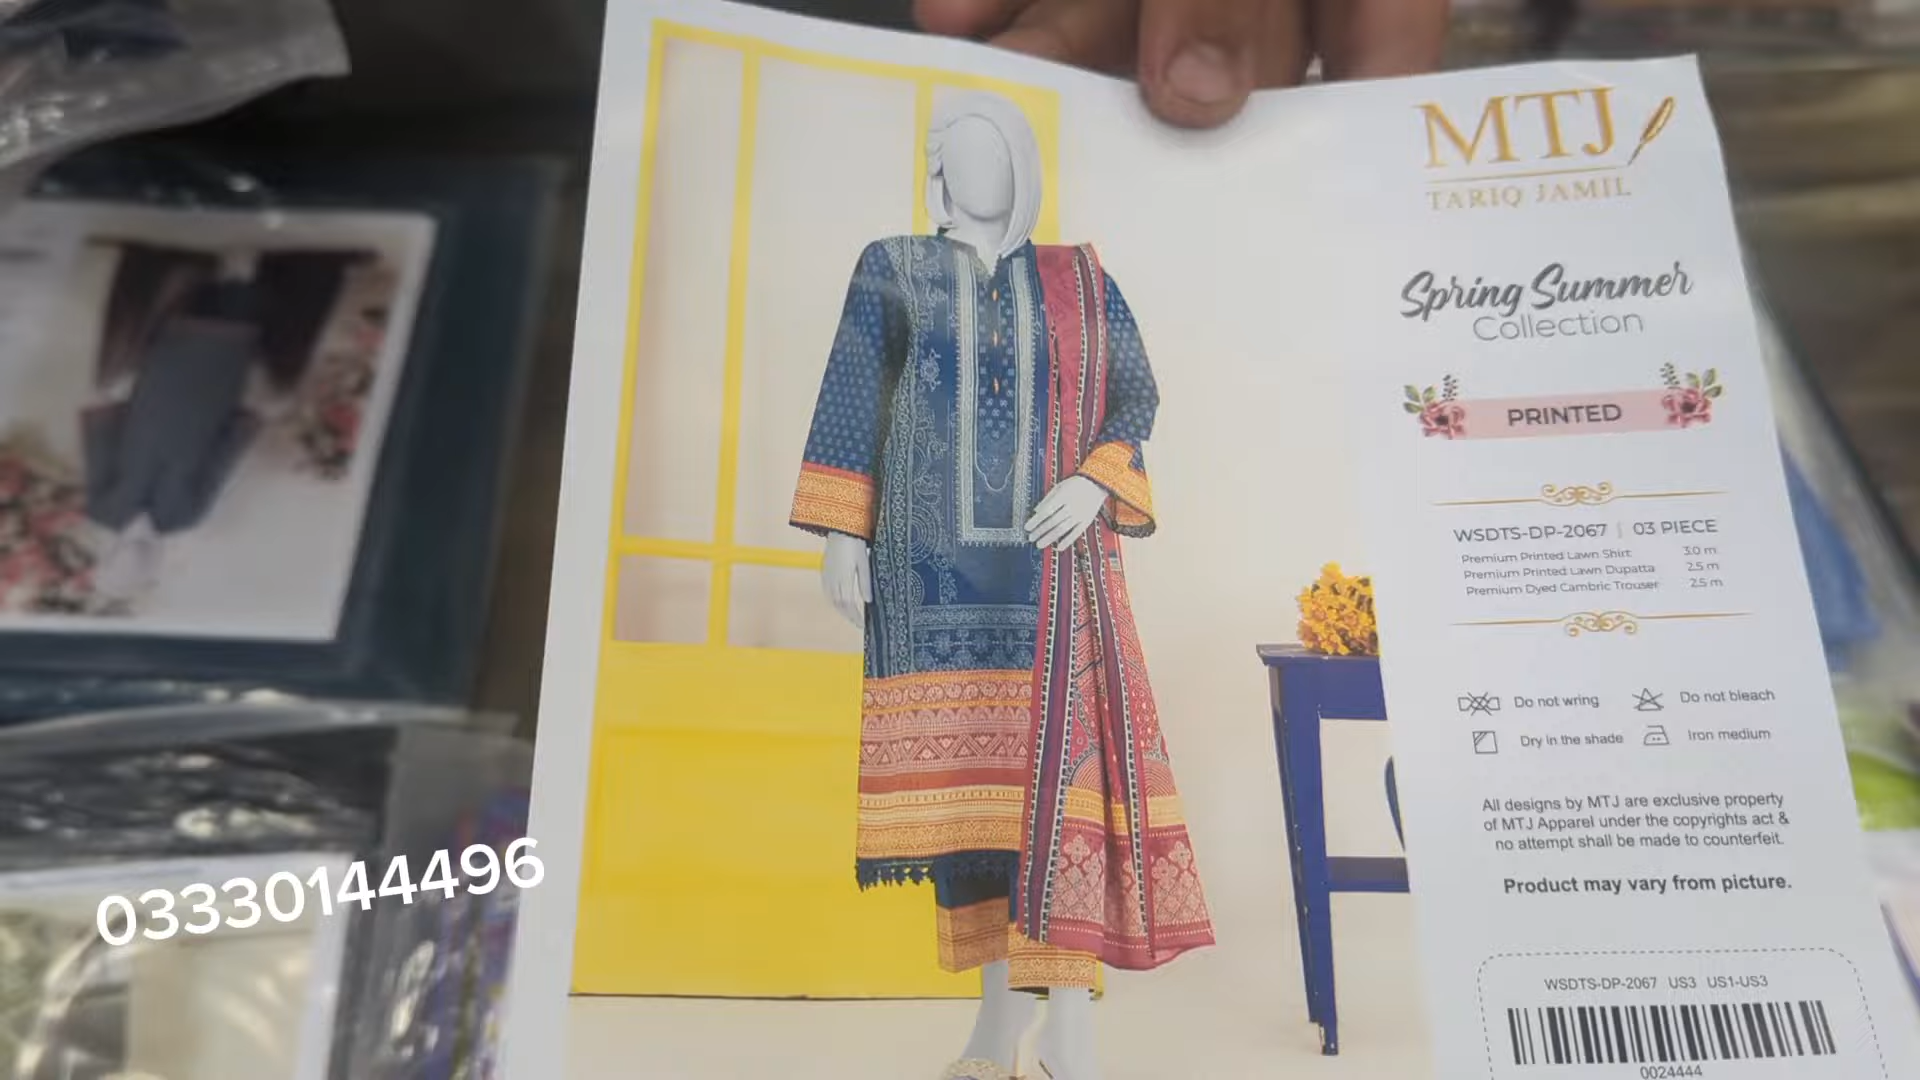 MTJ
TARIQ JAMIL
Spring Summer
Collection
PRINTED
WSDTS-DP-2067 | 03 PIECE
Premium Printed Lawn Shirt 3.0 m
Premium Printed Lawn Dupatta 2.5 m
Premium Dyed Cambric Trouser 2.5 m
Do not wring Do not bleach
Dry in the shade Iron medium
All designs by MTJ are exclusive property
of MTJ Apparel under the copyrights act &
no attempt shall be made to counterfeit.
Product may vary from picture.
WSDTS-DP-2067 US3 US1-US3
0024444
03330144496